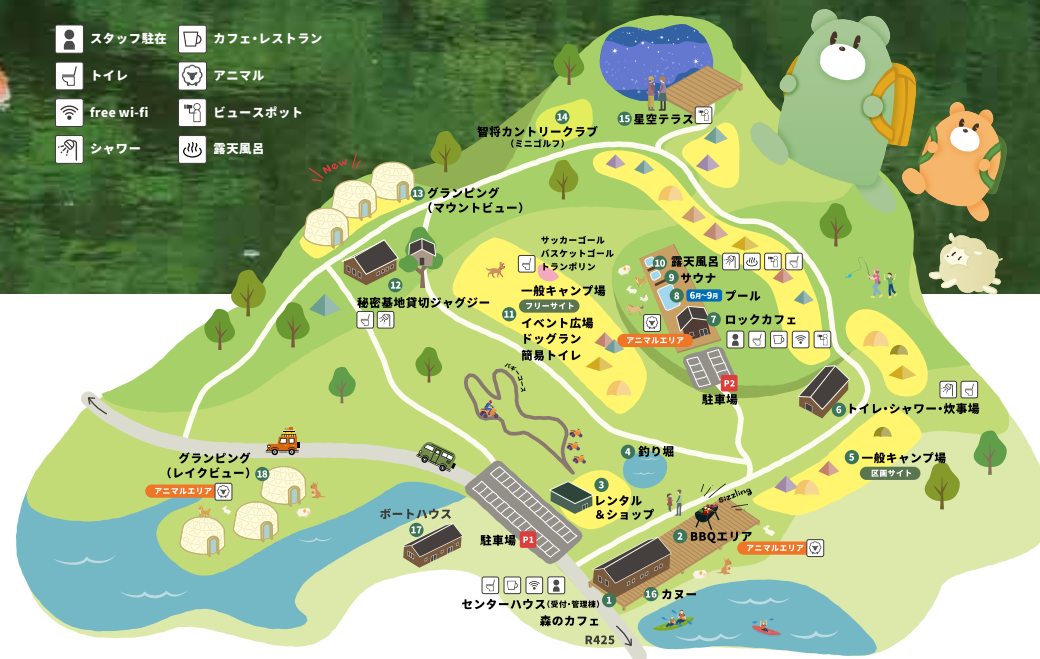 スタッフ駐在
カフェ・レストラン
トイレ
アニマル
free wi-fi
ビュースポット
シャワー
露天風呂
New
14
智将カントリークラブ
（ミニゴルフ）
15 星空テラス
13 グランピング
（マウントビュー）
12
秘密基地貸切ジャグジー
サッカーゴール
バスケットゴール
トランポリン
一般キャンプ場
フリーサイト
11 イベント広場
ドッグラン
簡易トイレ
10 露天風呂
9 サウナ
8 6月〜9月 プール
7 ロックカフェ
アニマルエリア
P2
駐車場
バギーコース
6 トイレ・シャワー・炊事場
5 一般キャンプ場
区画サイト
4 釣り堀
3
レンタル
＆ショップ
sizzling
2 BBQエリア
アニマルエリア
グランピング
（レイクビュー） 18
アニマルエリア
ボートハウス
17
駐車場 P1
センターハウス（受付・管理棟） 1
森のカフェ
16 カヌー
R425